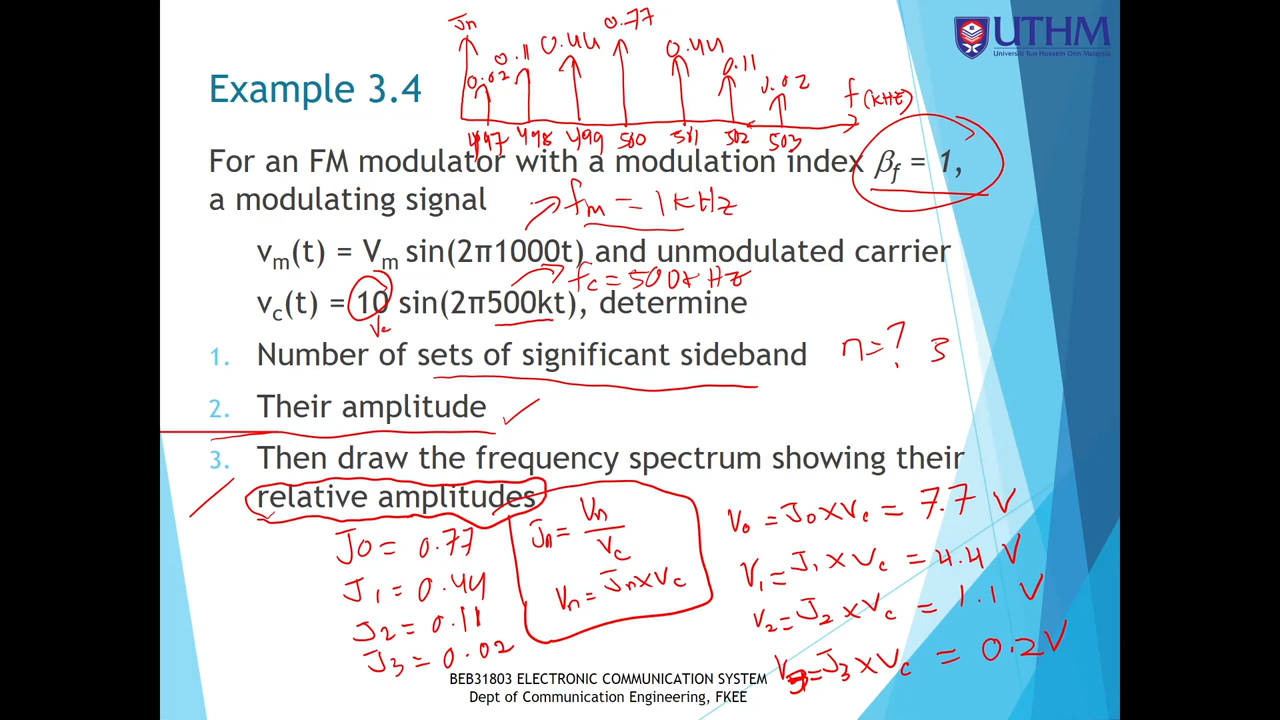 Jn
0.02 0.11 0.44 0.77 0.44 0.11 0.02
f (kHz)
497 498 499 500 501 502 503
UTHM
Universiti Tun Hussein Onn Malaysia
Example 3.4
For an FM modulator with a modulation index βf = 1,
a modulating signal
fm = 1kHz
vm(t) = Vm sin(2π1000t) and unmodulated carrier
fc = 500kHz
vc(t) = 10 sin(2π500kt), determine
Vc
1. Number of sets of significant sideband
n=? 3
2. Their amplitude
3. Then draw the frequency spectrum showing their
relative amplitudes
J0 = 0.77
J1 = 0.44
J2 = 0.11
J3 = 0.02
Jn = Vn/Vc
Vn = Jn×Vc
V0 = J0×Vc = 7.7 V
V1 = J1×Vc = 4.4 V
V2 = J2×Vc = 1.1 V
V3 = J3×Vc = 0.2V
BEB31803 ELECTRONIC COMMUNICATION SYSTEM
Dept of Communication Engineering, FKEE